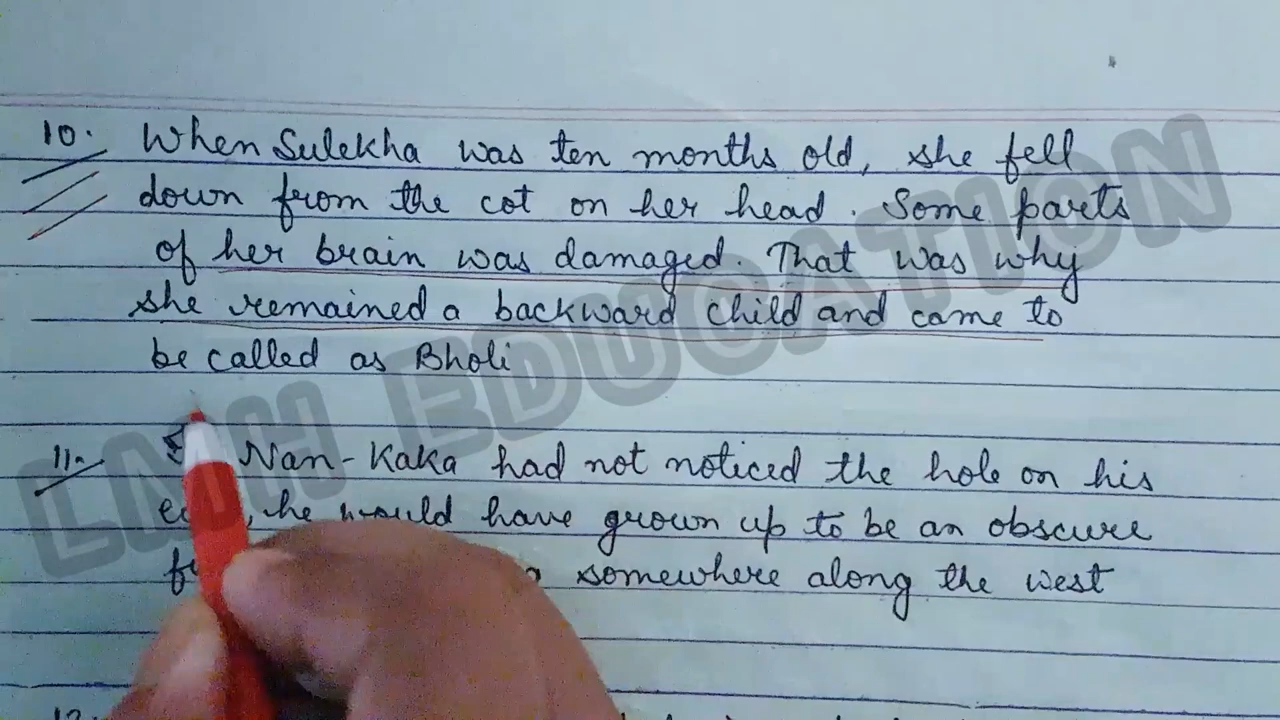 10. When Sulekha was ten months old, she fell
down from the cot on her head. Some parts
of her brain was damaged. That was why
she remained a backward child and came to
be called as Bholi
11. Nan-Kaka had not noticed the hole on his
he would have grown up to be an obscure
somewhere along the west
LMH EDUCATION